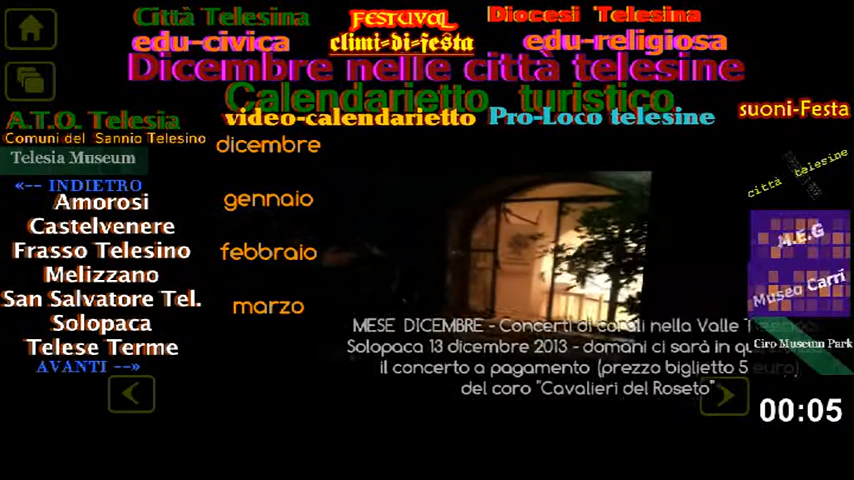 Città Telesina
FESTCIVAL
Diocesi Telesina
edu-civica
climi-di-festa
edu-religiosa
Dicembre nelle città telesine
Calendarietto turistico
A.T.O. Telesia
video-calendarietto
Pro-Loco telesine
suoni-Festa
Comuni del Sannio Telesino
dicembre
Telesia Museum
città telesine
<-- INDIETRO
Amorosi
gennaio
Castelvenere
M.E.G
Frasso Telesino
febbraio
Melizzano
Museo Carri
San Salvatore Tel.
marzo
Solopaca
MESE DICEMBRE - Concerti di corali nella Valle
Telese Terme
Solopaca 13 dicembre 2013 - domani ci sarà in
Ciro Museum Park
AVANTI -->
il concerto a pagamento (prezzo biglietto 5 euro)
del coro "Cavalieri del Roseto"
00:05